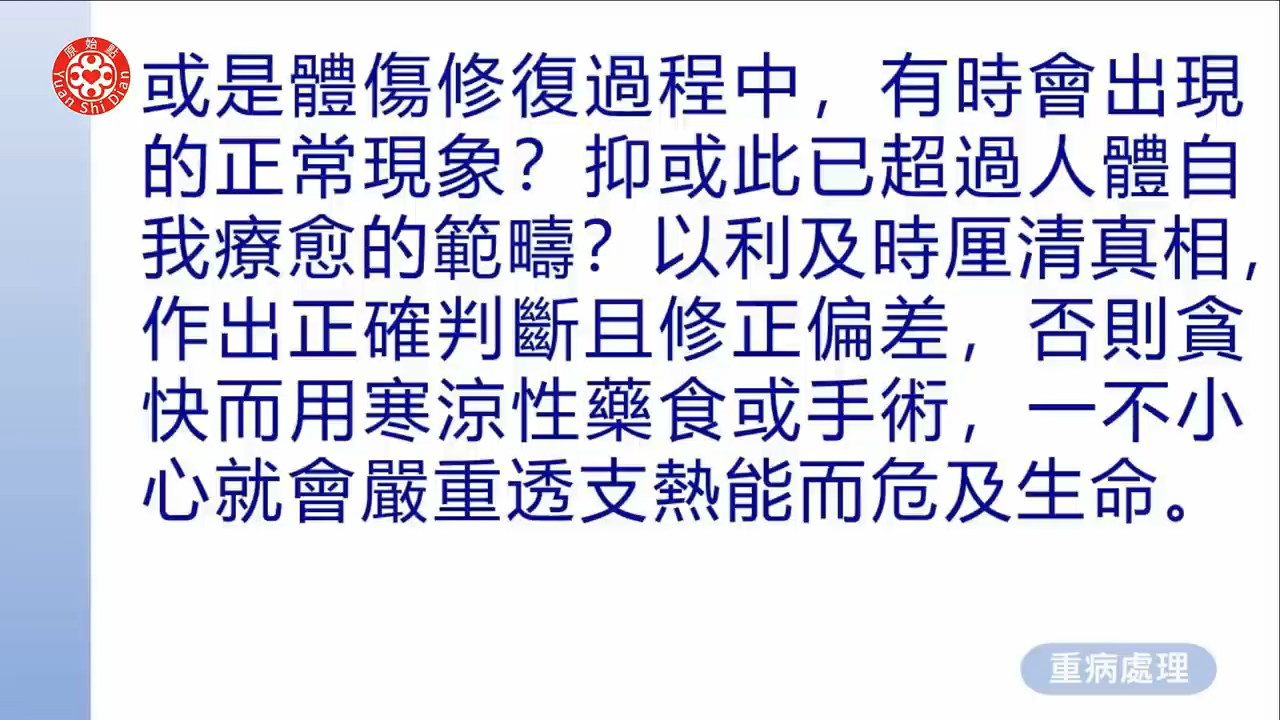 原始點
Yuan Shi Dian
或是體傷修復過程中，有時會出現
的正常現象？抑或此已超過人體自
我療愈的範疇？以利及時厘清真相，
作出正確判斷且修正偏差，否則貪
快而用寒涼性藥食或手術，一不小
心就會嚴重透支熱能而危及生命。
重病處理